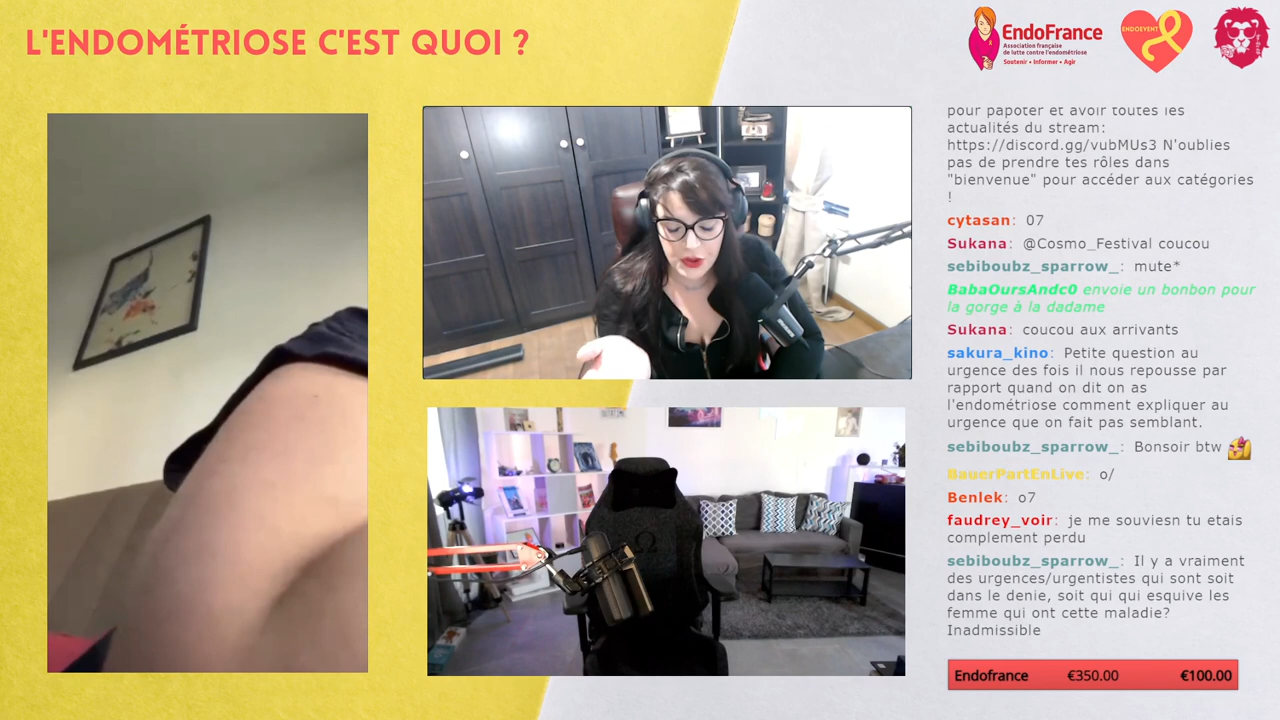 L'ENDOMÉTRIOSE C'EST QUOI ?
EndoFrance
Association française
de lutte contre l'endométriose
Soutenir • Informer • Agir
ENDOEVENT
pour papoter et avoir toutes les
actualités du stream:
https://discord.gg/vubMUs3 N'oublies
pas de prendre tes rôles dans
"bienvenue" pour accéder aux catégories
!
cytasan: 07
Sukana: @Cosmo_Festival coucou
sebiboubz_sparrow_: mute*
BabaOursAndc0 envoie un bonbon pour
la gorge à la dadame
Sukana: coucou aux arrivants
sakura_kino: Petite question au
urgence des fois il nous repousse par
rapport quand on dit on as
l'endométriose comment expliquer au
urgence que on fait pas semblant.
sebiboubz_sparrow_: Bonsoir btw
BauerPartEnLive: o/
Benlek: o7
faudrey_voir: je me souviesn tu etais
complement perdu
sebiboubz_sparrow_: Il y a vraiment
des urgences/urgentistes qui sont soit
dans le denie, soit qui qui esquive les
femme qui ont cette maladie?
Inadmissible
Endofrance €350.00 €100.00